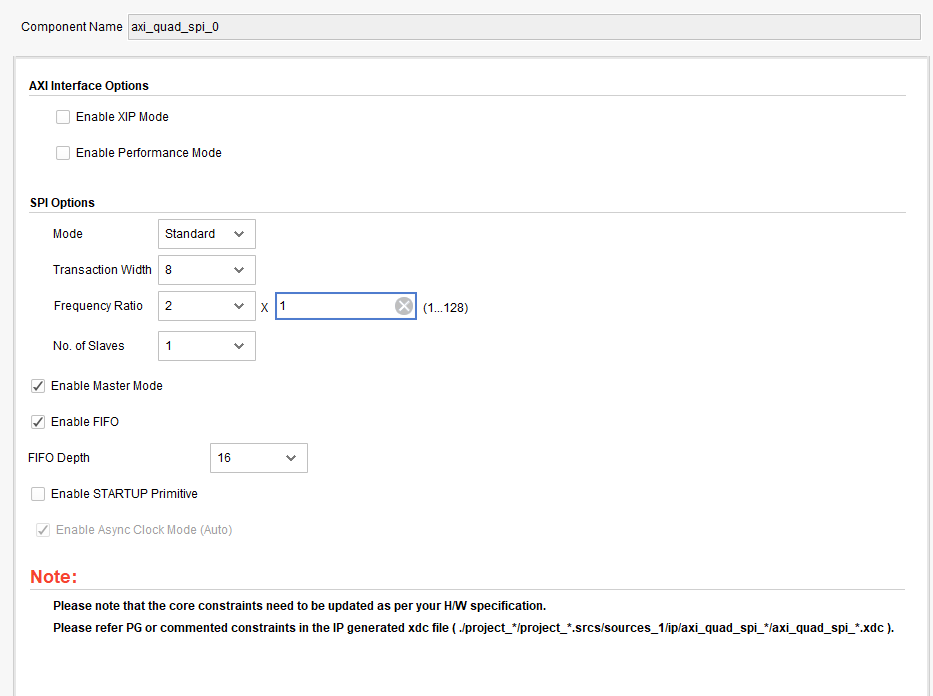 Component Name axi_quad_spi_0
AXI Interface Options
Enable XIP Mode
Enable Performance Mode
SPI Options
Mode Standard
Transaction Width 8
Frequency Ratio 2 X 1 (1...128)
No. of Slaves 1
Enable Master Mode
Enable FIFO
FIFO Depth 16
Enable STARTUP Primitive
Enable Async Clock Mode (Auto)
Note:
Please note that the core constraints need to be updated as per your H/W specification.
Please refer PG or commented constraints in the IP generated xdc file ( ./project_*/project_*.srcs/sources_1/ip/axi_quad_spi_*/axi_quad_spi_*.xdc ).